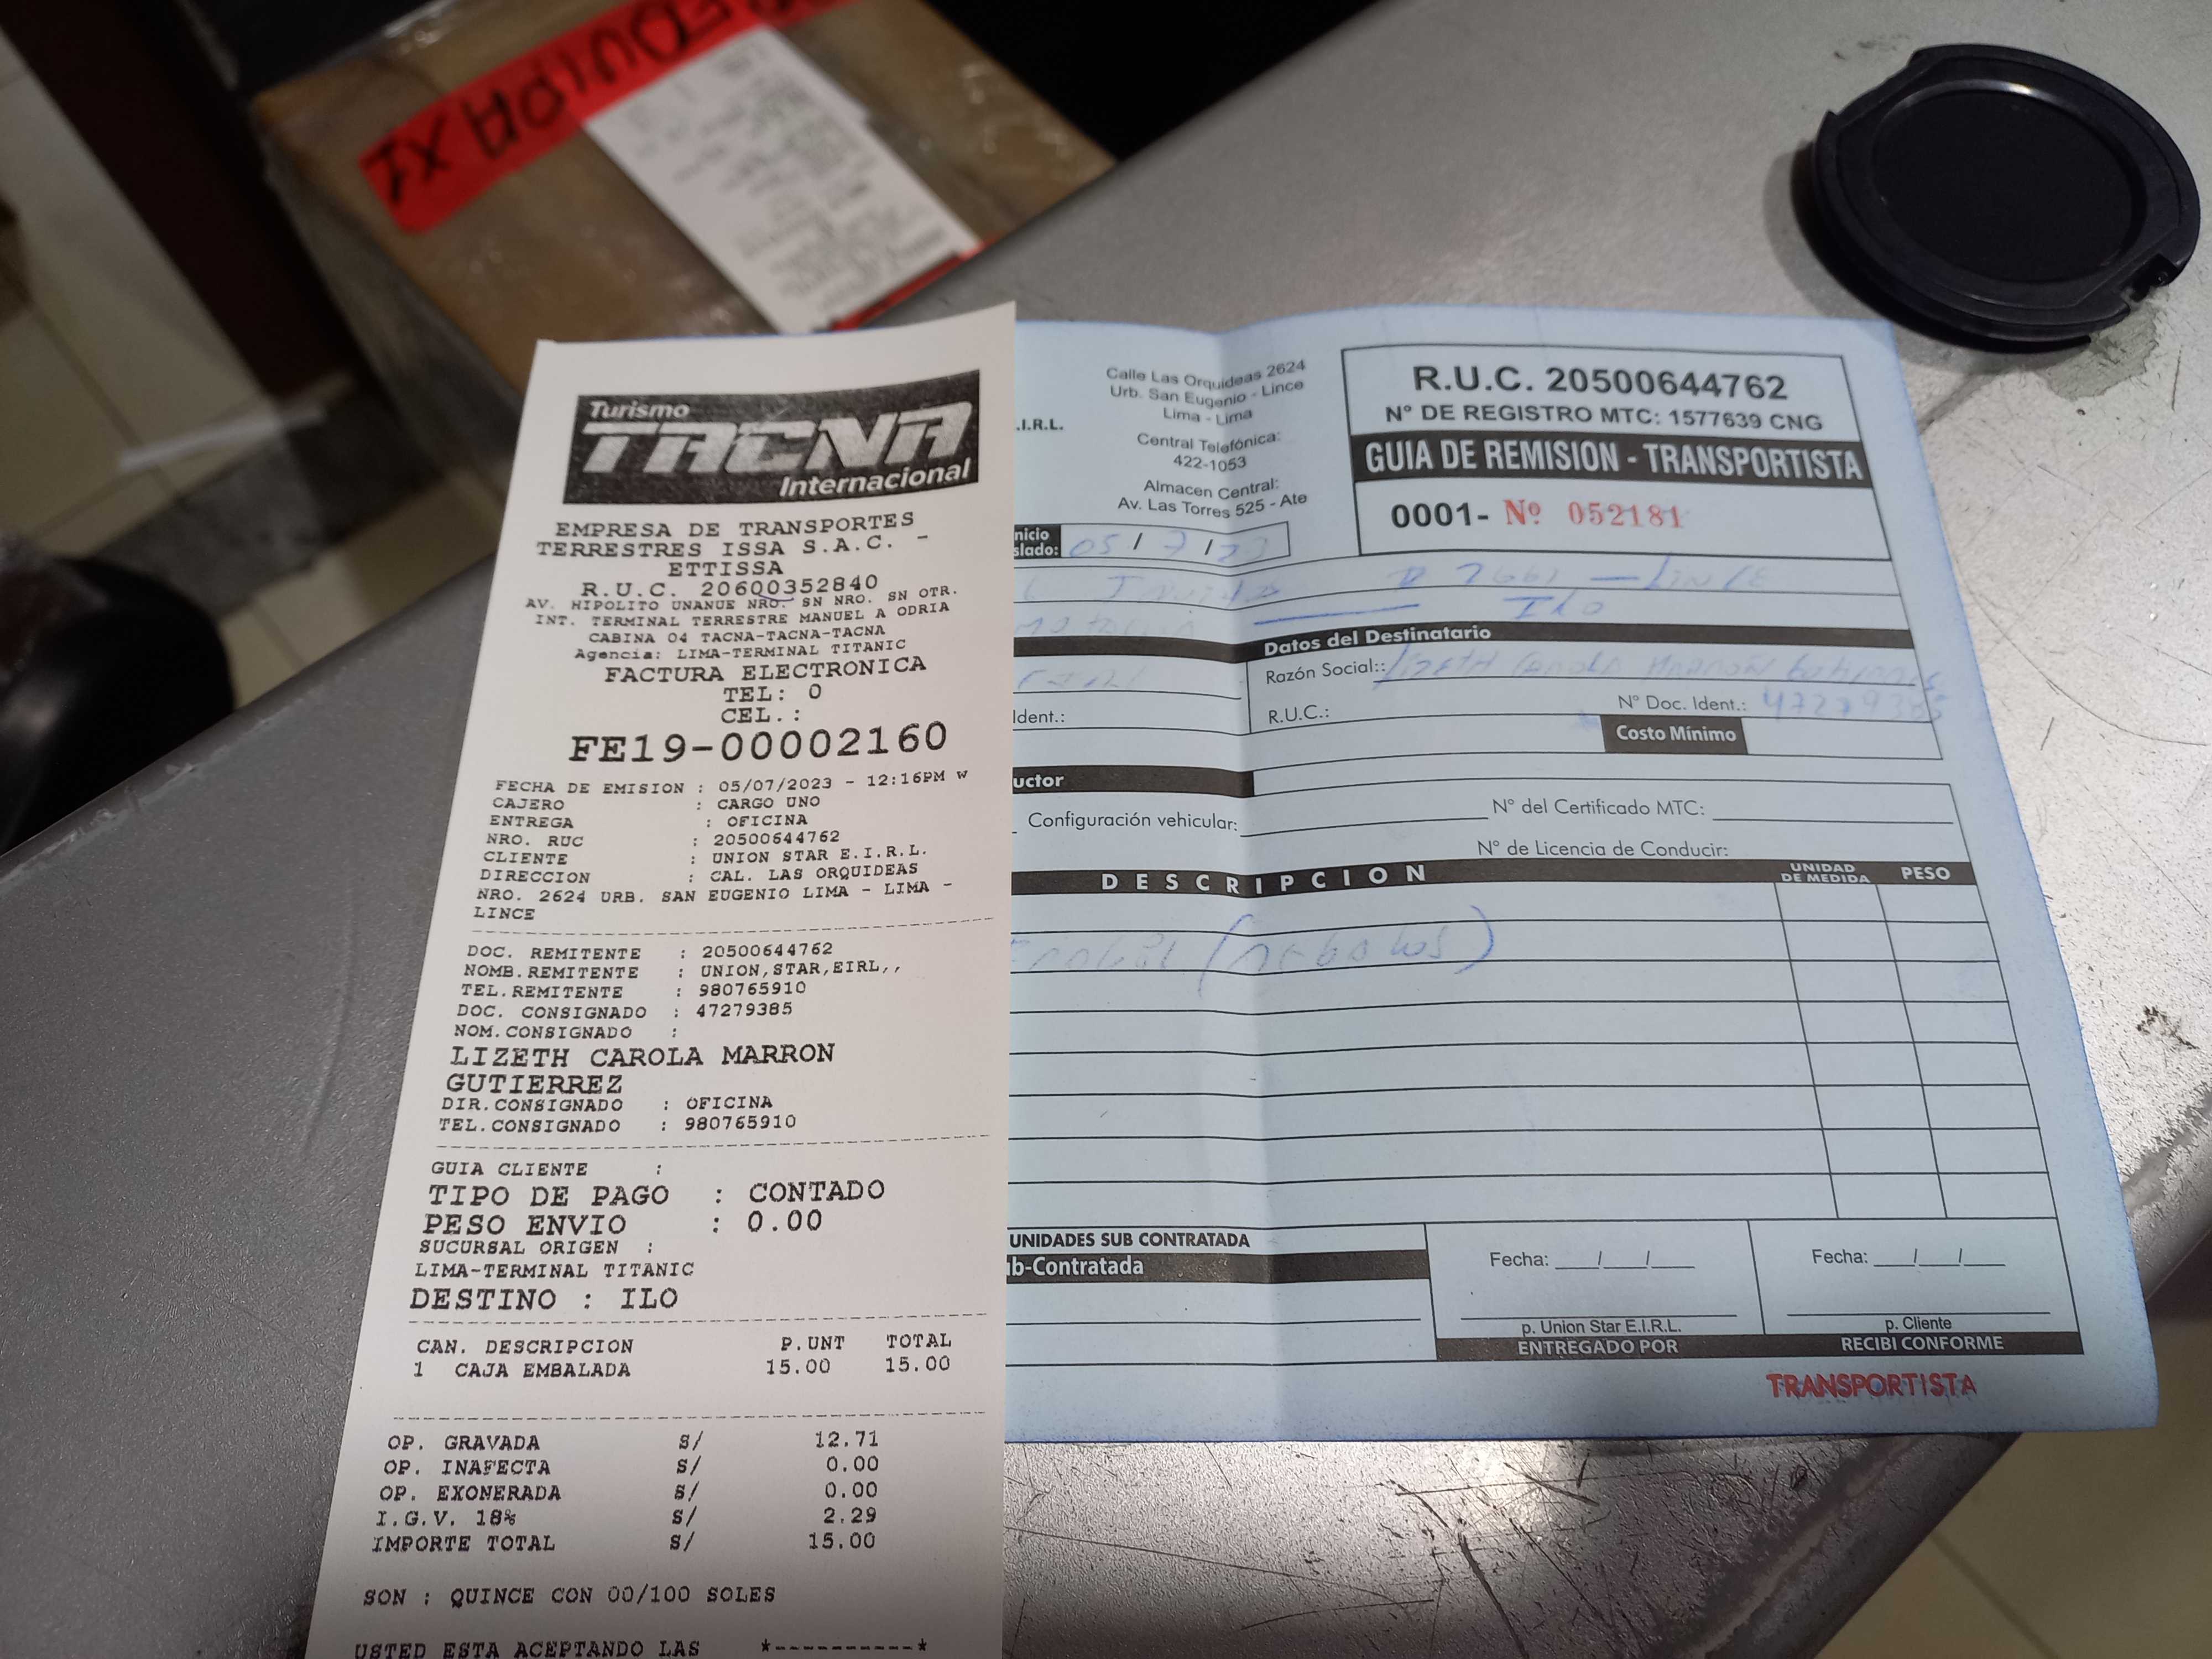 Turismo
TACNA
Internacional
EMPRESA DE TRANSPORTES
TERRESTRES ISSA S.A.C. -
ETTISSA
R.U.C. 20600352840
AV. HIPOLITO UNANUE NRO. SN NRO. SN OTR.
INT. TERMINAL TERRESTRE MANUEL A ODRIA
CABINA 04 TACNA-TACNA-TACNA
Agencia: LIMA-TERMINAL TITANIC
FACTURA ELECTRONICA
TEL: 0
CEL.:
FE19-00002160
FECHA DE EMISION : 05/07/2023 - 12:16PM w
CAJERO : CARGO UNO
ENTREGA : OFICINA
NRO. RUC : 20500644762
CLIENTE : UNION STAR E.I.R.L.
DIRECCION : CAL. LAS ORQUIDEAS
NRO. 2624 URB. SAN EUGENIO LIMA - LIMA -
LINCE
DOC. REMITENTE : 20500644762
NOMB.REMITENTE : UNION,STAR,EIRL,,
TEL.REMITENTE : 980765910
DOC. CONSIGNADO : 47279385
NOM.CONSIGNADO :
LIZETH CAROLA MARRON
GUTIERREZ
DIR.CONSIGNADO : OFICINA
TEL.CONSIGNADO : 980765910
GUIA CLIENTE :
TIPO DE PAGO : CONTADO
PESO ENVIO : 0.00
SUCURSAL ORIGEN :
LIMA-TERMINAL TITANIC
DESTINO : ILO
CAN. DESCRIPCION P.UNT TOTAL
1 CAJA EMBALADA 15.00 15.00
OP. GRAVADA S/ 12.71
OP. INAFECTA S/ 0.00
OP. EXONERADA S/ 0.00
I.G.V. 18% S/ 2.29
IMPORTE TOTAL S/ 15.00
SON : QUINCE CON 00/100 SOLES
USTED ESTA ACEPTANDO LAS *----------*
.I.R.L.
Calle Las Orquideas 2624
Urb. San Eugenio - Lince
Lima - Lima
Central Telefónica:
422-1053
Almacen Central:
Av. Las Torres 525 - Ate
R.U.C. 20500644762
N° DE REGISTRO MTC: 1577639 CNG
GUIA DE REMISION - TRANSPORTISTA
0001- Nº 052181
nicio
slado: 05 / 7 / 23
ILO
Datos del Destinatario
Razón Social::
R.U.C.: N° Doc. Ident.: 47279385
Ident.:
Costo Mínimo
uctor
Configuración vehicular: N° del Certificado MTC:
N° de Licencia de Conducir:
DESCRIPCION UNIDAD DE MEDIDA PESO
UNIDADES SUB CONTRATADA
b-Contratada
Fecha: / / Fecha: / /
p. Union Star E.I.R.L. p. Cliente
ENTREGADO POR RECIBI CONFORME
TRANSPORTISTA